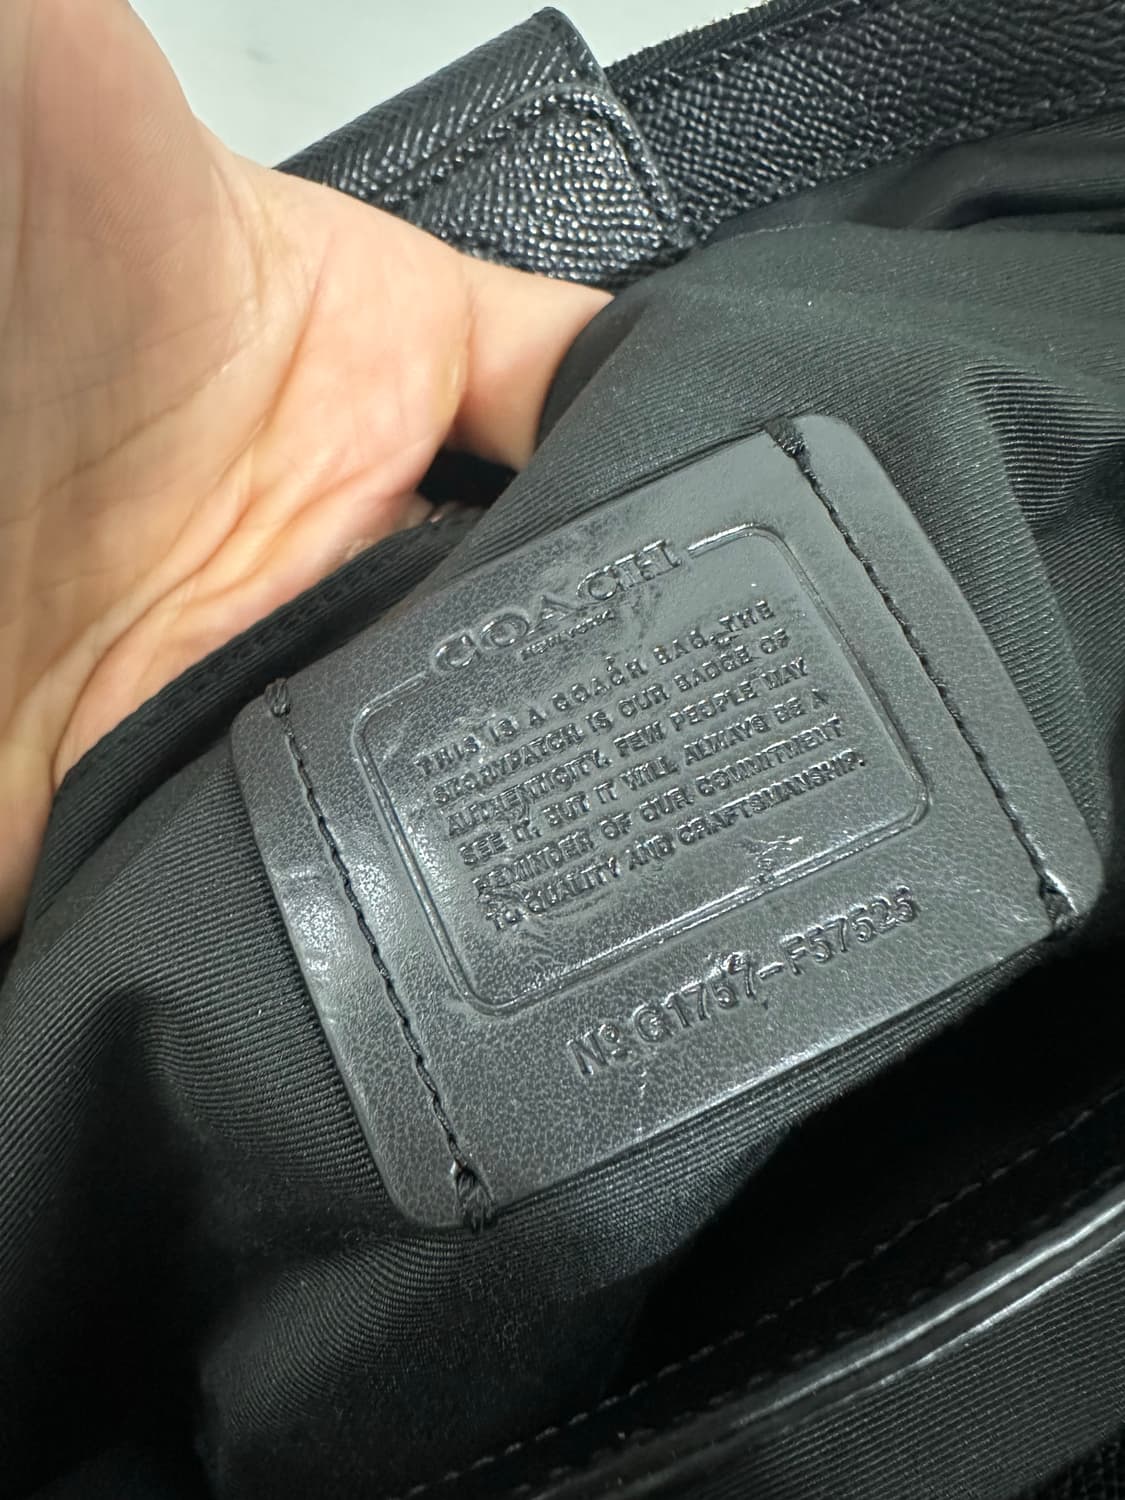 COACH
NEW YORK
THIS IS A COACH BAG. THE
STORYPATCH IS OUR BADGE OF
AUTHENTICITY. FEW PEOPLE MAY
SEE IT. BUT IT WILL ALWAYS BE A
REMINDER OF OUR COMMITMENT
TO QUALITY AND CRAFTSMANSHIP.
Nº G1759-F57525